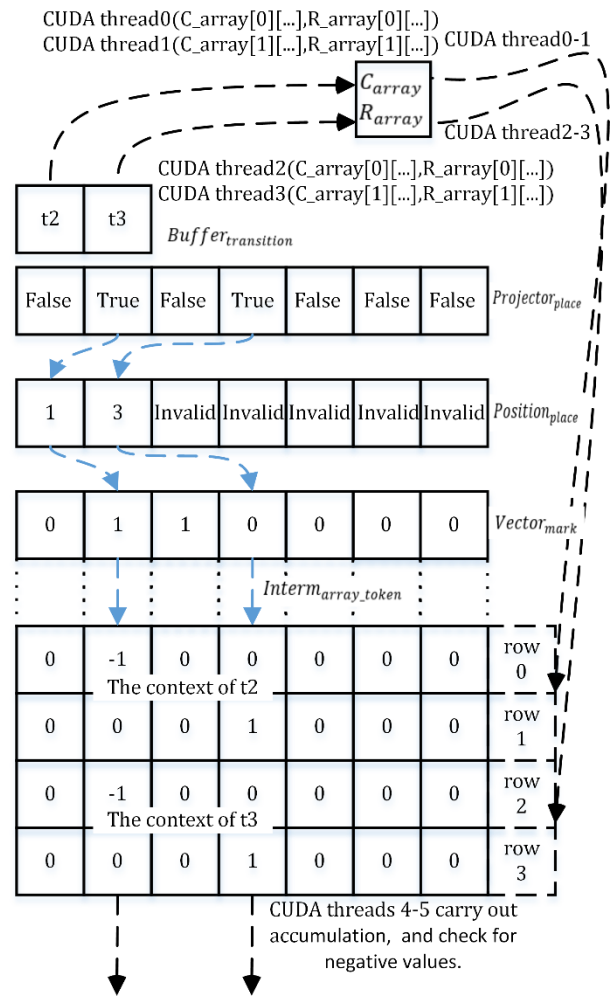 CUDA thread0(C_array[0][...],R_array[0][...])
CUDA thread1(C_array[1][...],R_array[1][...])
CUDA thread0-1
C_array
R_array
CUDA thread2-3
CUDA thread2(C_array[0][...],R_array[0][...])
CUDA thread3(C_array[1][...],R_array[1][...])
t2 t3
Buffer_transition
False True False True False False False Projector_place
1 3 Invalid Invalid Invalid Invalid Invalid Position_place
0 1 1 0 0 0 0 Vector_mark
Interm_array_token
0 -1 0 0 0 0 0 row 0
The context of t2
0 0 0 1 0 0 0 row 1
0 -1 0 0 0 0 0 row 2
The context of t3
0 0 0 1 0 0 0 row 3
CUDA threads 4-5 carry out
accumulation, and check for
negative values.